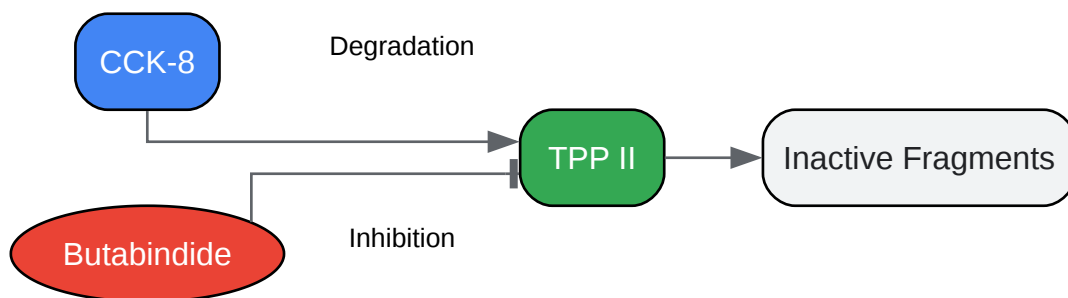 CCK-8
Degradation
TPP II
Inactive Fragments
Butabindide
Inhibition